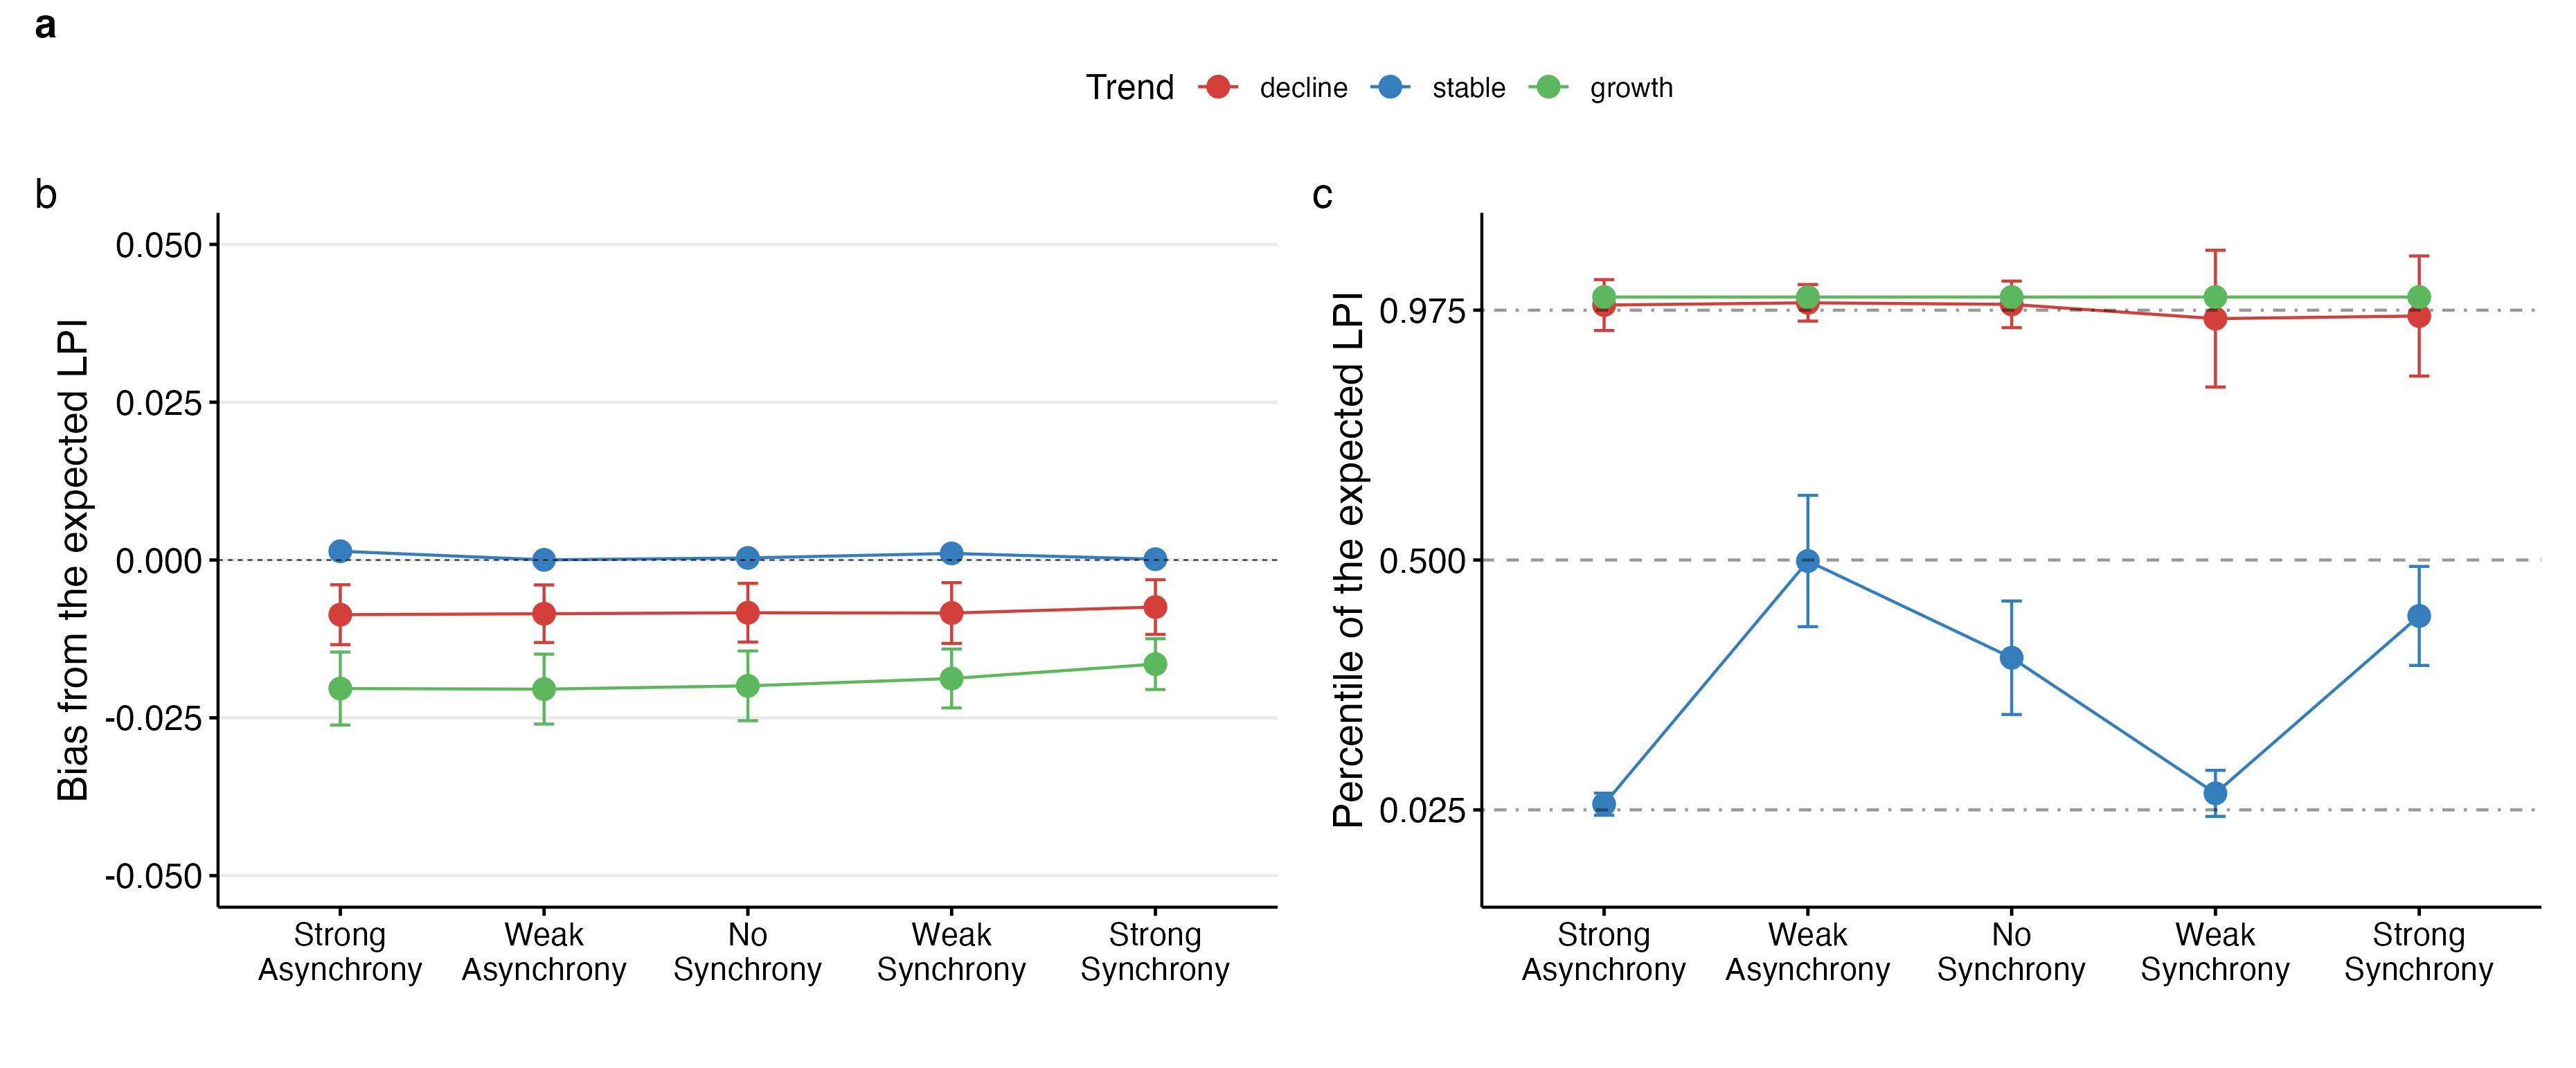 a
Trend decline stable growth
b
Bias from the expected LPI
0.050
0.025
0.000
-0.025
-0.050
Strong
Asynchrony
Weak
Asynchrony
No
Synchrony
Weak
Synchrony
Strong
Synchrony
c
Percentile of the expected LPI
0.975
0.500
0.025
Strong
Asynchrony
Weak
Asynchrony
No
Synchrony
Weak
Synchrony
Strong
Synchrony